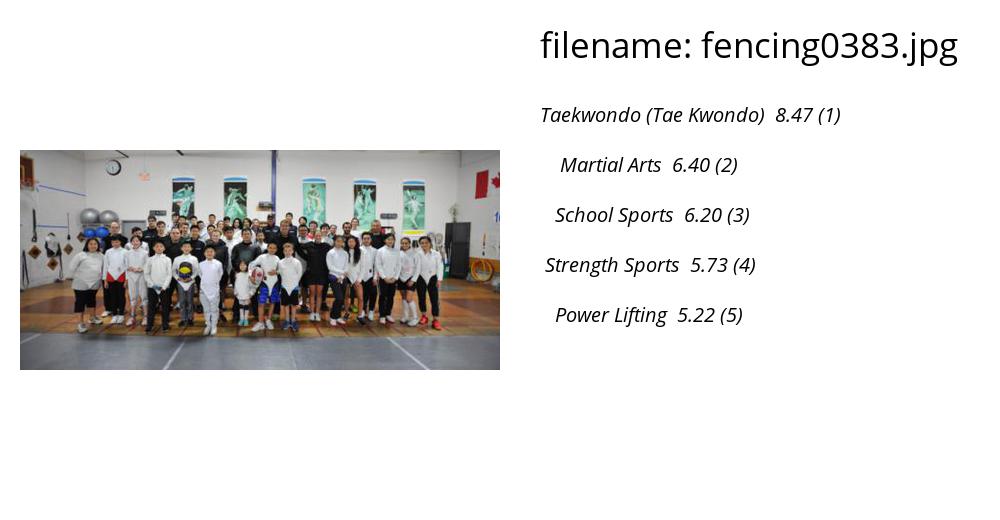 filename: fencing0383.jpg
Taekwondo (Tae Kwondo) 8.47 (1)
Martial Arts 6.40 (2)
School Sports 6.20 (3)
Strength Sports 5.73 (4)
Power Lifting 5.22 (5)